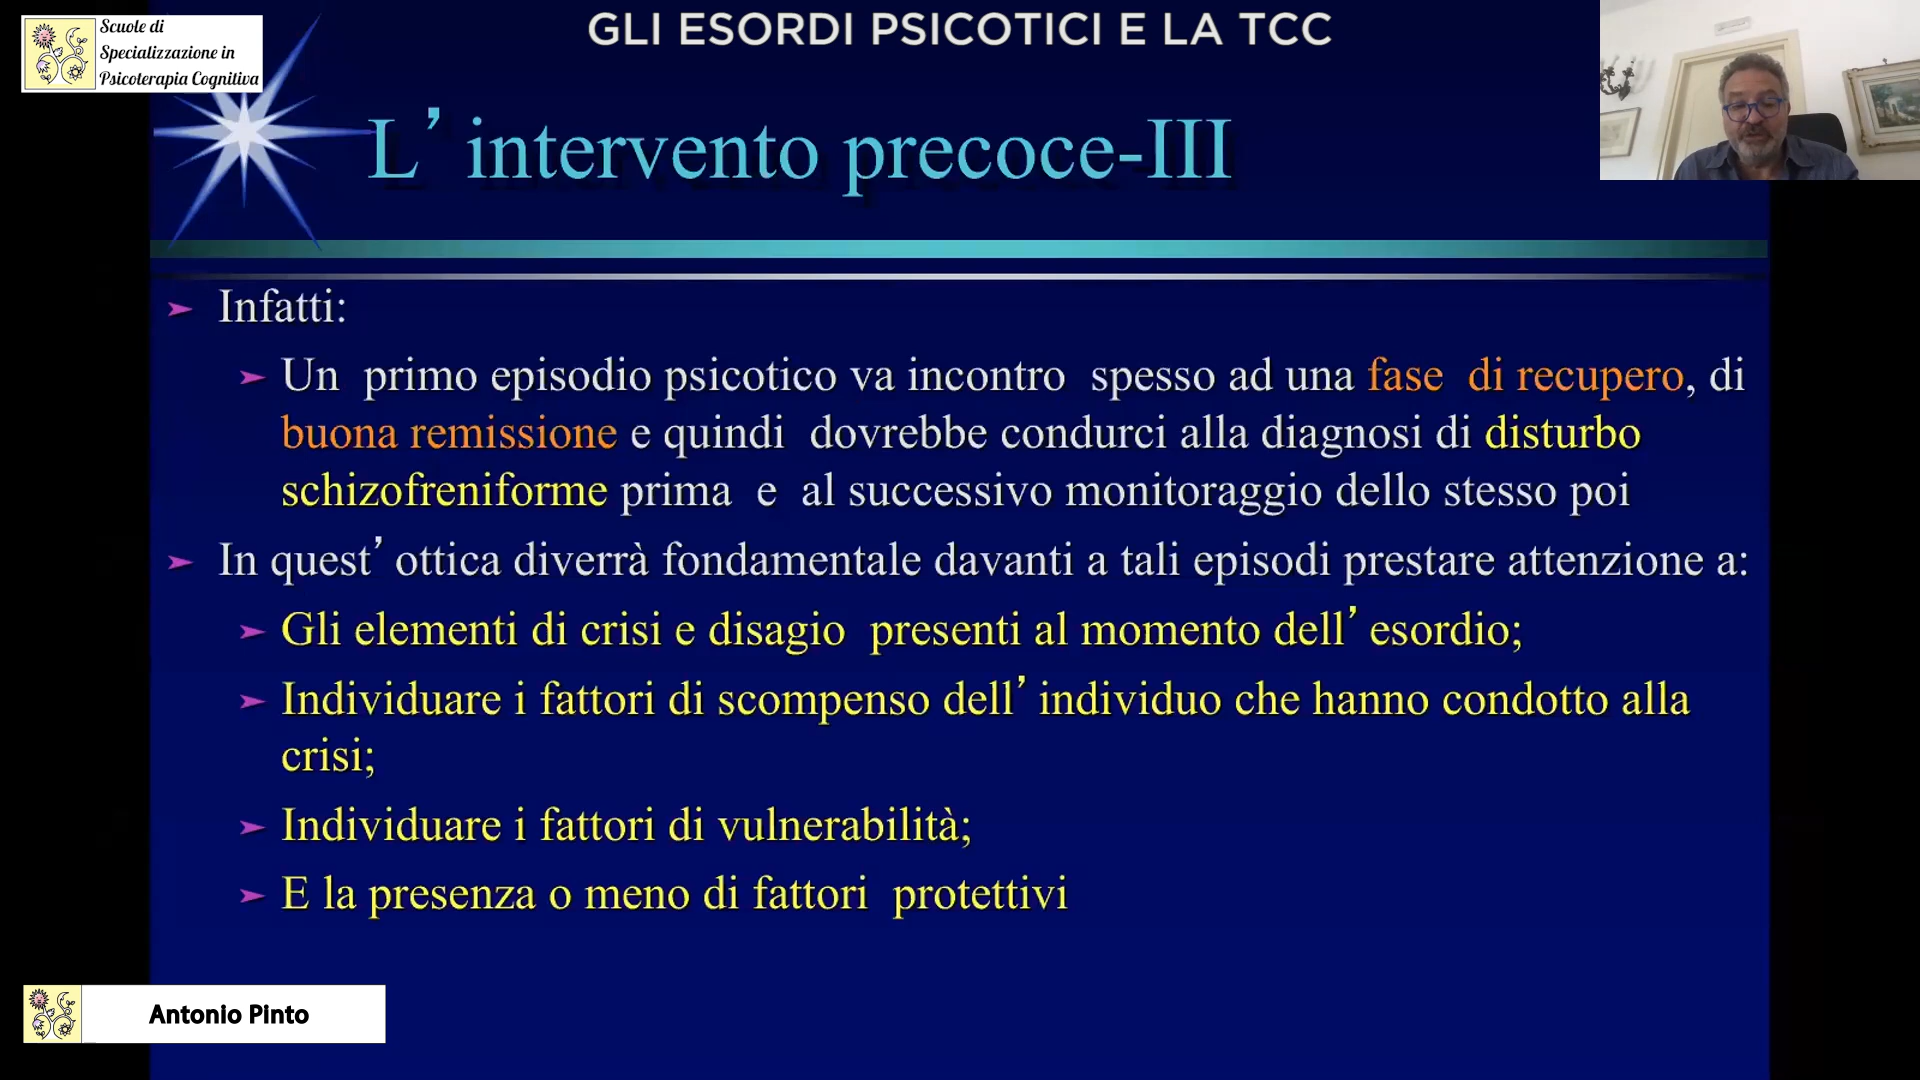 Scuole di
Specializzazione in
Psicoterapia Cognitiva
GLI ESORDI PSICOTICI E LA TCC
L’intervento precoce-III
Infatti:
Un primo episodio psicotico va incontro spesso ad una fase di recupero, di
buona remissione e quindi dovrebbe condurci alla diagnosi di disturbo
schizofreniforme prima e al successivo monitoraggio dello stesso poi
In quest’ottica diverrà fondamentale davanti a tali episodi prestare attenzione a:
Gli elementi di crisi e disagio presenti al momento dell’esordio;
Individuare i fattori di scompenso dell’individuo che hanno condotto alla
crisi;
Individuare i fattori di vulnerabilità;
E la presenza o meno di fattori protettivi
Antonio Pinto